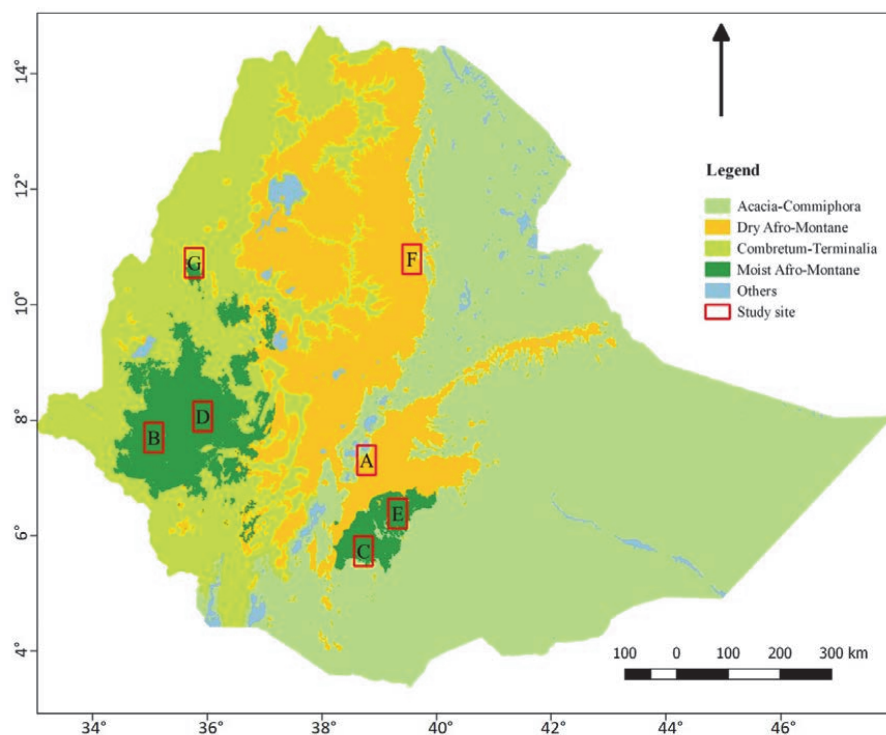 14°
12°
10°
8°
6°
4°
34°
36°
38°
40°
42°
44°
46°
G
F
D
B
A
E
C
Legend
Acacia-Commiphora
Dry Afro-Montane
Combretum-Terminalia
Moist Afro-Montane
Others
Study site
100 0 100 200 300 km